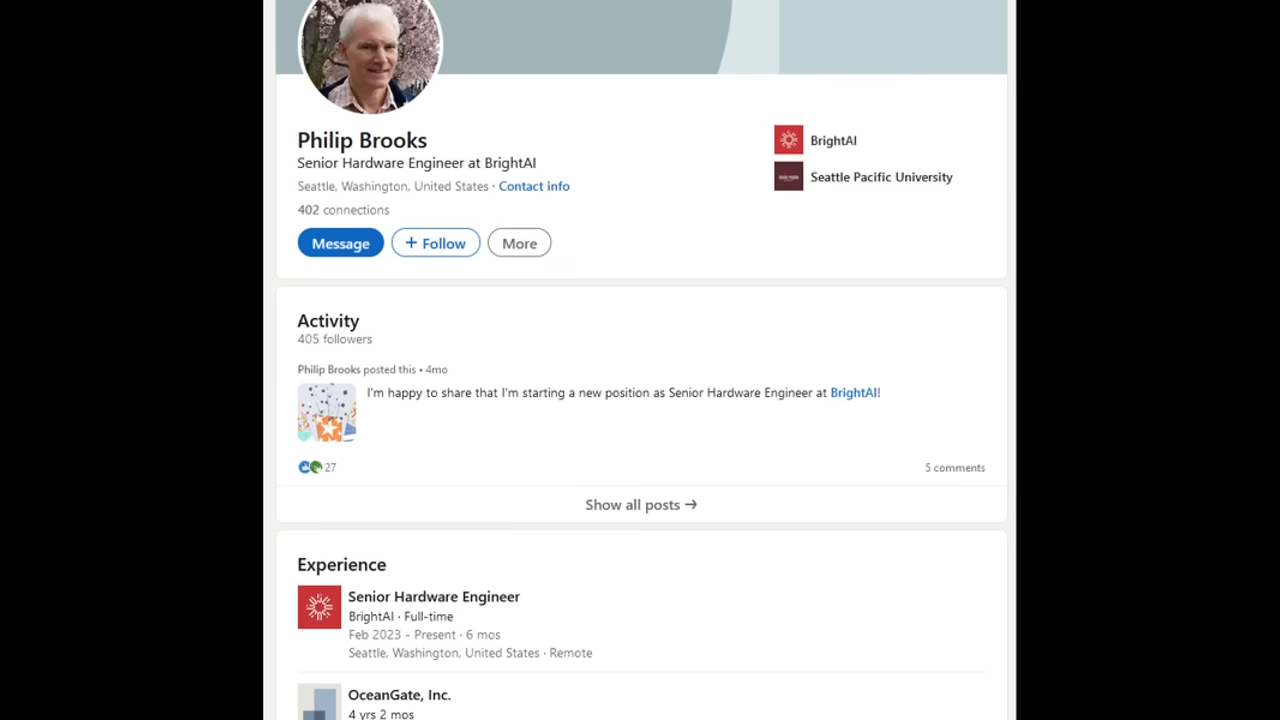 Philip Brooks
Senior Hardware Engineer at BrightAI
Seattle, Washington, United States · Contact info
402 connections
Message
+ Follow
More
BrightAI
Seattle Pacific University
Activity
405 followers
Philip Brooks posted this • 4mo
I'm happy to share that I'm starting a new position as Senior Hardware Engineer at BrightAI!
27
5 comments
Show all posts →
Experience
Senior Hardware Engineer
BrightAI · Full-time
Feb 2023 - Present · 6 mos
Seattle, Washington, United States · Remote
OceanGate, Inc.
4 yrs 2 mos